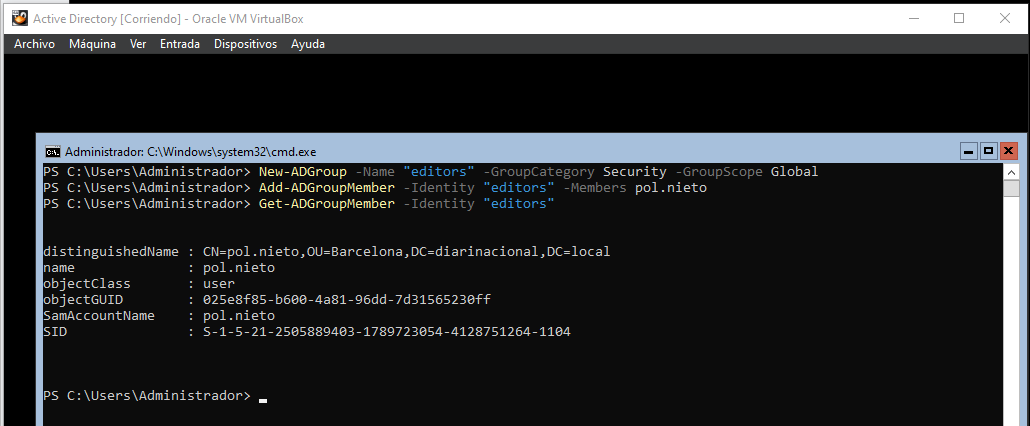 Active Directory [Corriendo] - Oracle VM VirtualBox
Archivo Máquina Ver Entrada Dispositivos Ayuda
Administrador: C:\Windows\system32\cmd.exe
PS C:\Users\Administrador> New-ADGroup -Name "editors" -GroupCategory Security -GroupScope Global
PS C:\Users\Administrador> Add-ADGroupMember -Identity "editors" -Members pol.nieto
PS C:\Users\Administrador> Get-ADGroupMember -Identity "editors"
distinguishedName : CN=pol.nieto,OU=Barcelona,DC=diarinacional,DC=local
name : pol.nieto
objectClass : user
objectGUID : 025e8f85-b600-4a81-96dd-7d31565230ff
SamAccountName : pol.nieto
SID : S-1-5-21-2505889403-1789723054-4128751264-1104
PS C:\Users\Administrador>